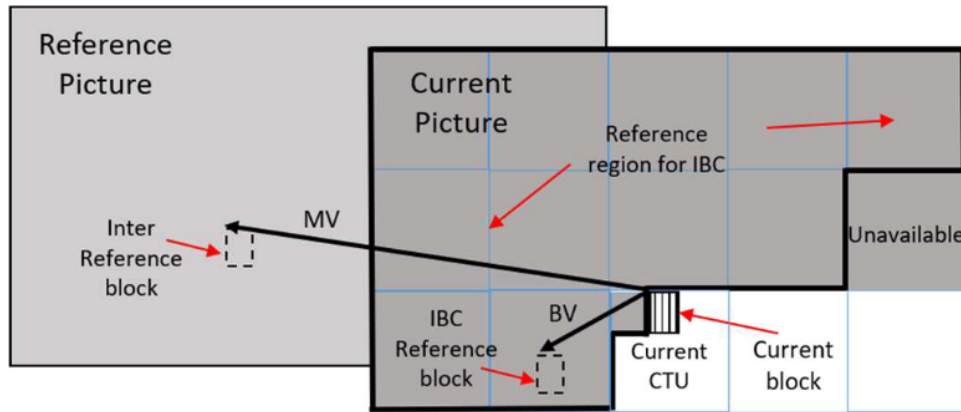 Reference
Picture
Current
Picture
Reference
region for IBC
MV
Inter
Reference
block
Unavailable
IBC
Reference
block
BV
Current
CTU
Current
block